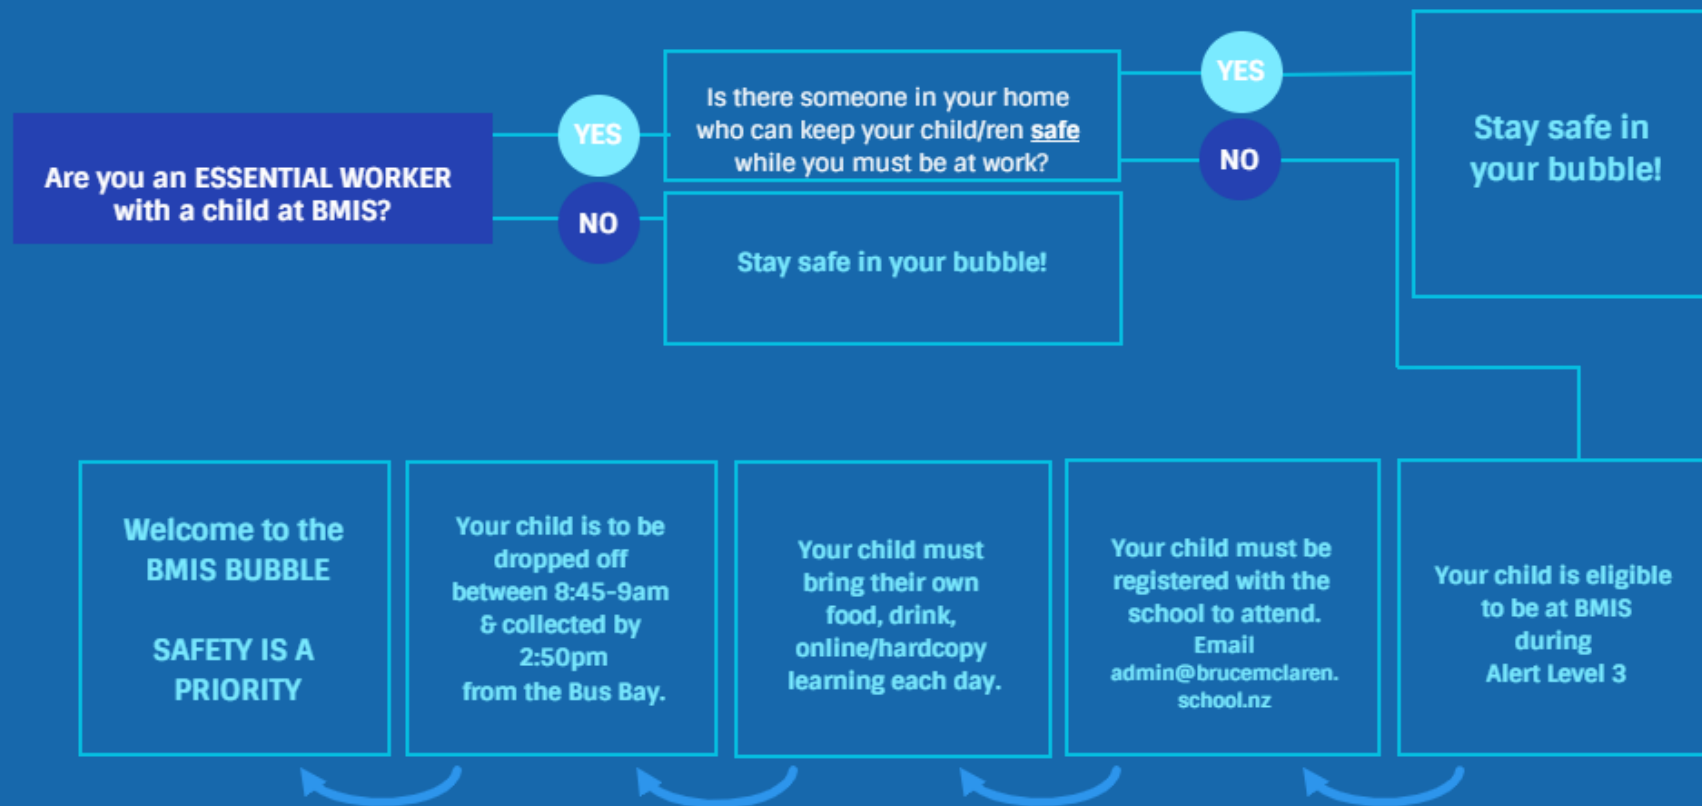 Are you an ESSENTIAL WORKER
with a child at BMIS?
YES
NO
Is there someone in your home
who can keep your child/ren safe
while you must be at work?
Stay safe in your bubble!
YES
NO
Stay safe in
your bubble!
Your child is eligible
to be at BMIS
during
Alert Level 3
Your child must be
registered with the
school to attend.
Email
admin@brucemclaren.
school.nz
Your child must
bring their own
food, drink,
online/hardcopy
learning each day.
Your child is to be
dropped off
between 8:45-9am
& collected by
2:50pm
from the Bus Bay.
Welcome to the
BMIS BUBBLE
SAFETY IS A
PRIORITY